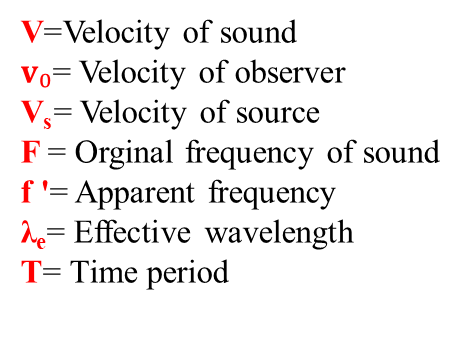 V=Velocity of sound
v₀= Velocity of observer
Vₛ= Velocity of source
F = Orginal frequency of sound
f '= Apparent frequency
λₑ= Effective wavelength
T= Time period